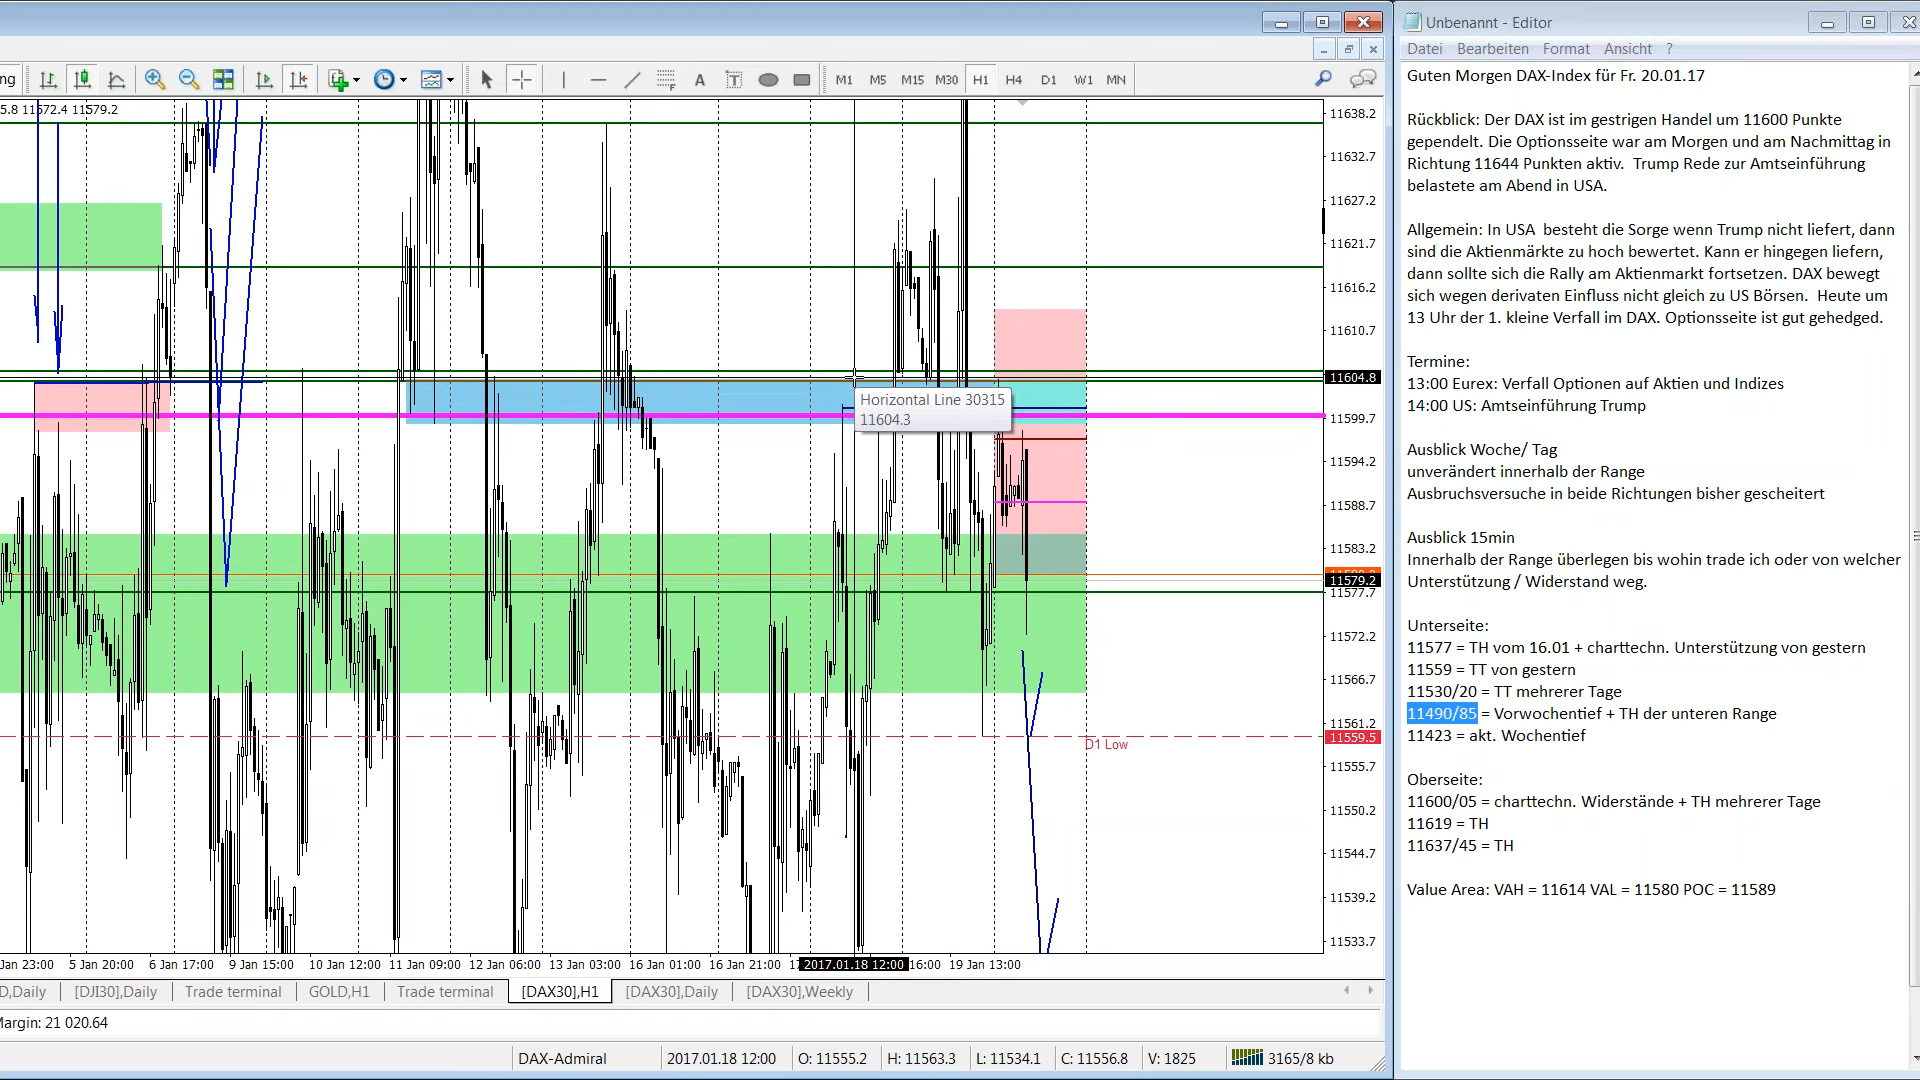 Unbenannt - Editor
Datei Bearbeiten Format Ansicht ?
ng
A
T
M1 M5 M15 M30 H1 H4 D1 W1 MN
5.8 11572.4 11579.2
11638.2
11632.7
11627.2
11621.7
11616.2
11610.7
11604.8
11599.7
11594.2
11588.7
11583.2
11579.2
11577.7
11572.2
11566.7
11561.2
11559.5
11555.7
11550.2
11544.7
11539.2
11533.7
Horizontal Line 30315
11604.3
D1 Low
Jan 23:00 5 Jan 20:00 6 Jan 17:00 9 Jan 15:00 10 Jan 12:00 11 Jan 09:00 12 Jan 06:00 13 Jan 03:00 16 Jan 01:00 16 Jan 21:00 2017.01.18 12:00 16:00 19 Jan 13:00
D,Daily [DJI30],Daily Trade terminal GOLD,H1 Trade terminal [DAX30],H1 [DAX30],Daily [DAX30],Weekly
Margin: 21 020.64
DAX-Admiral 2017.01.18 12:00 O: 11555.2 H: 11563.3 L: 11534.1 C: 11556.8 V: 1825 3165/8 kb
Guten Morgen DAX-Index für Fr. 20.01.17
Rückblick: Der DAX ist im gestrigen Handel um 11600 Punkte
gependelt. Die Optionsseite war am Morgen und am Nachmittag in
Richtung 11644 Punkten aktiv. Trump Rede zur Amtseinführung
belastete am Abend in USA.
Allgemein: In USA besteht die Sorge wenn Trump nicht liefert, dann
sind die Aktienmärkte zu hoch bewertet. Kann er hingegen liefern,
dann sollte sich die Rally am Aktienmarkt fortsetzen. DAX bewegt
sich wegen derivaten Einfluss nicht gleich zu US Börsen. Heute um
13 Uhr der 1. kleine Verfall im DAX. Optionsseite ist gut gehedged.
Termine:
13:00 Eurex: Verfall Optionen auf Aktien und Indizes
14:00 US: Amtseinführung Trump
Ausblick Woche/ Tag
unverändert innerhalb der Range
Ausbruchsversuche in beide Richtungen bisher gescheitert
Ausblick 15min
Innerhalb der Range überlegen bis wohin trade ich oder von welcher
Unterstützung / Widerstand weg.
Unterseite:
11577 = TH vom 16.01 + charttechn. Unterstützung von gestern
11559 = TT von gestern
11530/20 = TT mehrerer Tage
11490/85 = Vorwochentief + TH der unteren Range
11423 = akt. Wochentief
Oberseite:
11600/05 = charttechn. Widerstände + TH mehrerer Tage
11619 = TH
11637/45 = TH
Value Area: VAH = 11614 VAL = 11580 POC = 11589